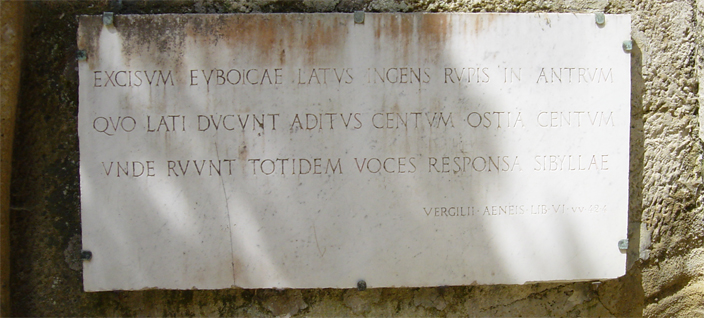 EXCISVM EVBOICAE LATVS INGENS RVPIS IN ANTRVM
QVO LATI DVCVNT ADITVS CENTVM OSTIA CENTVM
VNDE RVVNT TOTIDEM VOCES RESPONSA SIBYLLAE
VERGILII · AENEIS · LIB · VI · vv